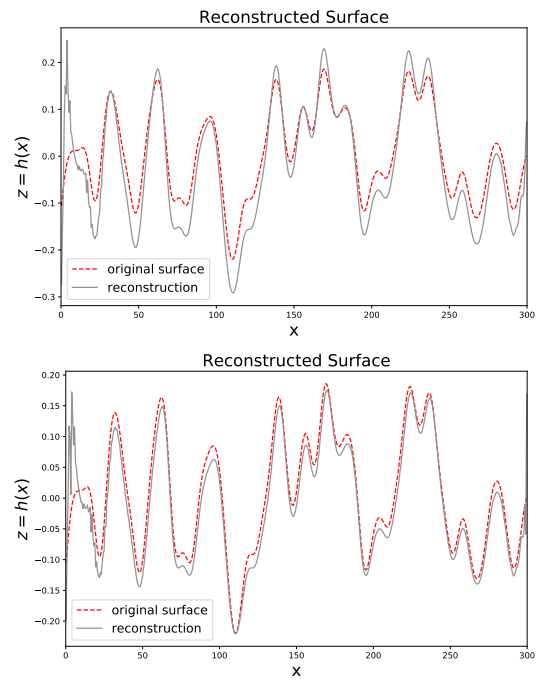 Reconstructed Surface
z = h(x)
0.2
0.1
0.0
−0.1
−0.2
−0.3
original surface
reconstruction
0 50 100 150 200 250 300
x
Reconstructed Surface
z = h(x)
0.20
0.15
0.10
0.05
0.00
−0.05
−0.10
−0.15
−0.20
original surface
reconstruction
0 50 100 150 200 250 300
x